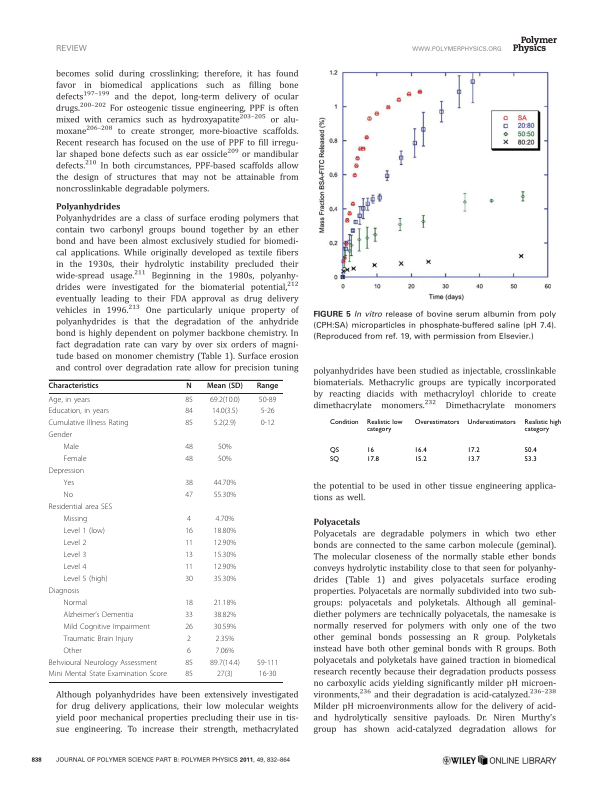 REVIEW
WWW.POLYMERPHYSICS.ORG
Polymer
Physics
becomes solid during crosslinking; therefore, it has found
favor in biomedical applications such as filling bone
defects197–199 and the depot, long-term delivery of ocular
drugs.200–202 For osteogenic tissue engineering, PPF is often
mixed with ceramics such as hydroxyapatite203–205 or alu-
moxane206–208 to create stronger, more-bioactive scaffolds.
Recent research has focused on the use of PPF to fill irregu-
lar shaped bone defects such as ear ossicle209 or mandibular
defects.210 In both circumstances, PPF-based scaffolds allow
the design of structures that may not be attainable from
noncrosslinkable degradable polymers.
Polyanhydrides
Polyanhydrides are a class of surface eroding polymers that
contain two carbonyl groups bound together by an ether
bond and have been almost exclusively studied for biomedi-
cal applications. While originally developed as textile fibers
in the 1930s, their hydrolytic instability precluded their
wide-spread usage.211 Beginning in the 1980s, polyanhy-
drides were investigated for the biomaterial potential,212
eventually leading to their FDA approval as drug delivery
vehicles in 1996.213 One particularly unique property of
polyanhydrides is that the degradation of the anhydride
bond is highly dependent on polymer backbone chemistry. In
fact degradation rate can vary by over six orders of magni-
tude based on monomer chemistry (Table 1). Surface erosion
and control over degradation rate allow for precision tuning
Characteristics N Mean (SD) Range
Age, in years 85 69.2(10.0) 50-89
Education, in years 84 14.0(3.5) 5-26
Cumulative Illness Rating 85 5.2(2.9) 0-12
Gender
Male 48 50%
Female 48 50%
Depression
Yes 38 44.70%
No 47 55.30%
Residential area SES
Missing 4 4.70%
Level 1 (low) 16 18.80%
Level 2 11 12.90%
Level 3 13 15.30%
Level 4 11 12.90%
Level 5 (high) 30 35.30%
Diagnosis
Normal 18 21.18%
Alzheimer's Dementia 33 38.82%
Mild Cognitive Impairment 26 30.59%
Traumatic Brain Injury 2 2.35%
Other 6 7.06%
Behvioural Neurology Assessment 85 89.7(14.4) 59-111
Mini Mental State Examination Score 85 27(3) 16-30
Although polyanhydrides have been extensively investigated
for drug delivery applications, their low molecular weights
yield poor mechanical properties precluding their use in tis-
sue engineering. To increase their strength, methacrylated
Mass Fraction BSA-FITC Released (%)
1.2
1
0.8
0.6
0.4
0.2
0
0 10 20 30 40 50 60
Time (days)
SA
20:80
50:50
80:20
FIGURE 5 In vitro release of bovine serum albumin from poly
(CPH:SA) microparticles in phosphate-buffered saline (pH 7.4).
(Reproduced from ref. 19, with permission from Elsevier.)
polyanhydrides have been studied as injectable, crosslinkable
biomaterials. Methacrylic groups are typically incorporated
by reacting diacids with methacryloyl chloride to create
dimethacrylate monomers.232 Dimethacrylate monomers
Condition Realistic low Overestimators Underestimators Realistic high
category category
QS 16 16.4 17.2 50.4
SQ 17.8 15.2 13.7 53.3
the potential to be used in other tissue engineering applica-
tions as well.
Polyacetals
Polyacetals are degradable polymers in which two ether
bonds are connected to the same carbon molecule (geminal).
The molecular closeness of the normally stable ether bonds
conveys hydrolytic instability close to that seen for polyanhy-
drides (Table 1) and gives polyacetals surface eroding
properties. Polyacetals are normally subdivided into two sub-
groups: polyacetals and polyketals. Although all geminal-
diether polymers are technically polyacetals, the namesake is
normally reserved for polymers with only one of the two
other geminal bonds possessing an R group. Polyketals
instead have both other geminal bonds with R groups. Both
polyacetals and polyketals have gained traction in biomedical
research recently because their degradation products possess
no carboxylic acids yielding significantly milder pH microen-
vironments,236 and their degradation is acid-catalyzed.236–238
Milder pH microenvironments allow for the delivery of acid-
and hydrolytically sensitive payloads. Dr. Niren Murthy's
group has shown acid-catalyzed degradation allows for
838 JOURNAL OF POLYMER SCIENCE PART B: POLYMER PHYSICS 2011, 49, 832–864
WILEY ONLINE LIBRARY